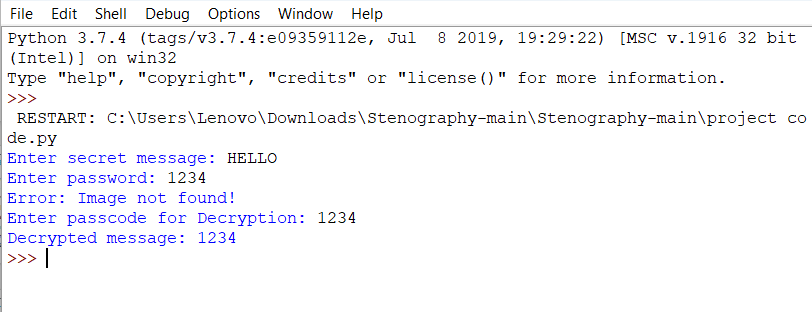 File Edit Shell Debug Options Window Help
Python 3.7.4 (tags/v3.7.4:e09359112e, Jul  8 2019, 19:29:22) [MSC v.1916 32 bit
(Intel)] on win32
Type "help", "copyright", "credits" or "license()" for more information.
>>>
 RESTART: C:\Users\Lenovo\Downloads\Stenography-main\Stenography-main\project co
de.py
Enter secret message: HELLO
Enter password: 1234
Error: Image not found!
Enter passcode for Decryption: 1234
Decrypted message: 1234
>>>